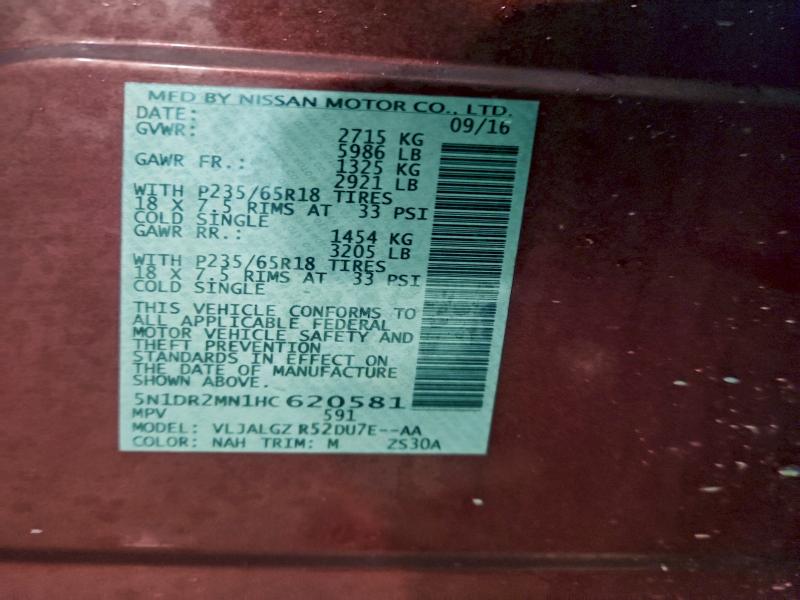 MFD BY NISSAN MOTOR CO., LTD.
DATE: 09/16
GVWR: 2715 KG
5986 LB
GAWR FR.: 1325 KG
2921 LB
WITH P235/65R18 TIRES
18 X 7.5 RIMS AT 33 PSI
COLD SINGLE
GAWR RR.: 1454 KG
3205 LB
WITH P235/65R18 TIRES
18 X 7.5 RIMS AT 33 PSI
COLD SINGLE
THIS VEHICLE CONFORMS TO
ALL APPLICABLE FEDERAL
MOTOR VEHICLE SAFETY AND
THEFT PREVENTION
STANDARDS IN EFFECT ON
THE DATE OF MANUFACTURE
SHOWN ABOVE.
5N1DR2MN1HC620581
MPV 591
MODEL: VLJALGZ R52DU7E--AA
COLOR: NAH TRIM: M ZS30A